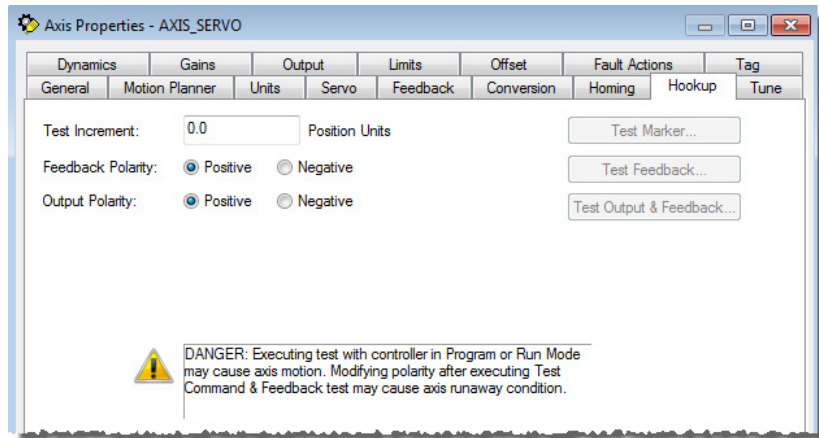 Axis Properties - AXIS_SERVO
Dynamics Gains Output Limits Offset Fault Actions Tag
General Motion Planner Units Servo Feedback Conversion Homing Hookup Tune
Test Increment: 0.0 Position Units Test Marker...
Feedback Polarity: Positive Negative Test Feedback...
Output Polarity: Positive Negative Test Output & Feedback...
DANGER: Executing test with controller in Program or Run Mode
may cause axis motion. Modifying polarity after executing Test
Command & Feedback test may cause axis runaway condition.